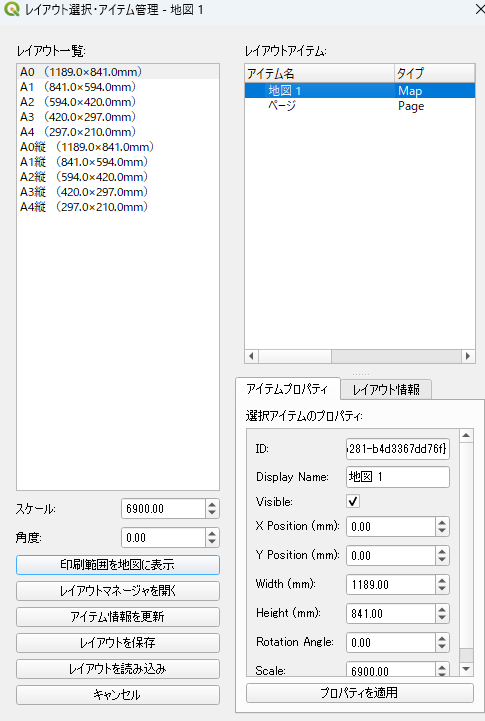 レイアウト選択・アイテム管理 - 地図 1
レイアウト一覧:
A0 （1189.0×841.0mm）
A1 （841.0×594.0mm）
A2 （594.0×420.0mm）
A3 （420.0×297.0mm）
A4 （297.0×210.0mm）
A0縦 （1189.0×841.0mm）
A1縦 （841.0×594.0mm）
A2縦 （594.0×420.0mm）
A3縦 （420.0×297.0mm）
A4縦 （297.0×210.0mm）
スケール: 6900.00
角度: 0.00
印刷範囲を地図に表示
レイアウトマネージャを開く
アイテム情報を更新
レイアウトを保存
レイアウトを読み込み
キャンセル
レイアウトアイテム:
アイテム名 タイプ
地図 1 Map
ページ Page
アイテムプロパティ レイアウト情報
選択アイテムのプロパティ:
ID: 281-b4d3367dd76f}
Display Name: 地図 1
Visible:
X Position (mm): 0.00
Y Position (mm): 0.00
Width (mm): 1189.00
Height (mm): 841.00
Rotation Angle: 0.00
Scale: 6900.00
プロパティを適用